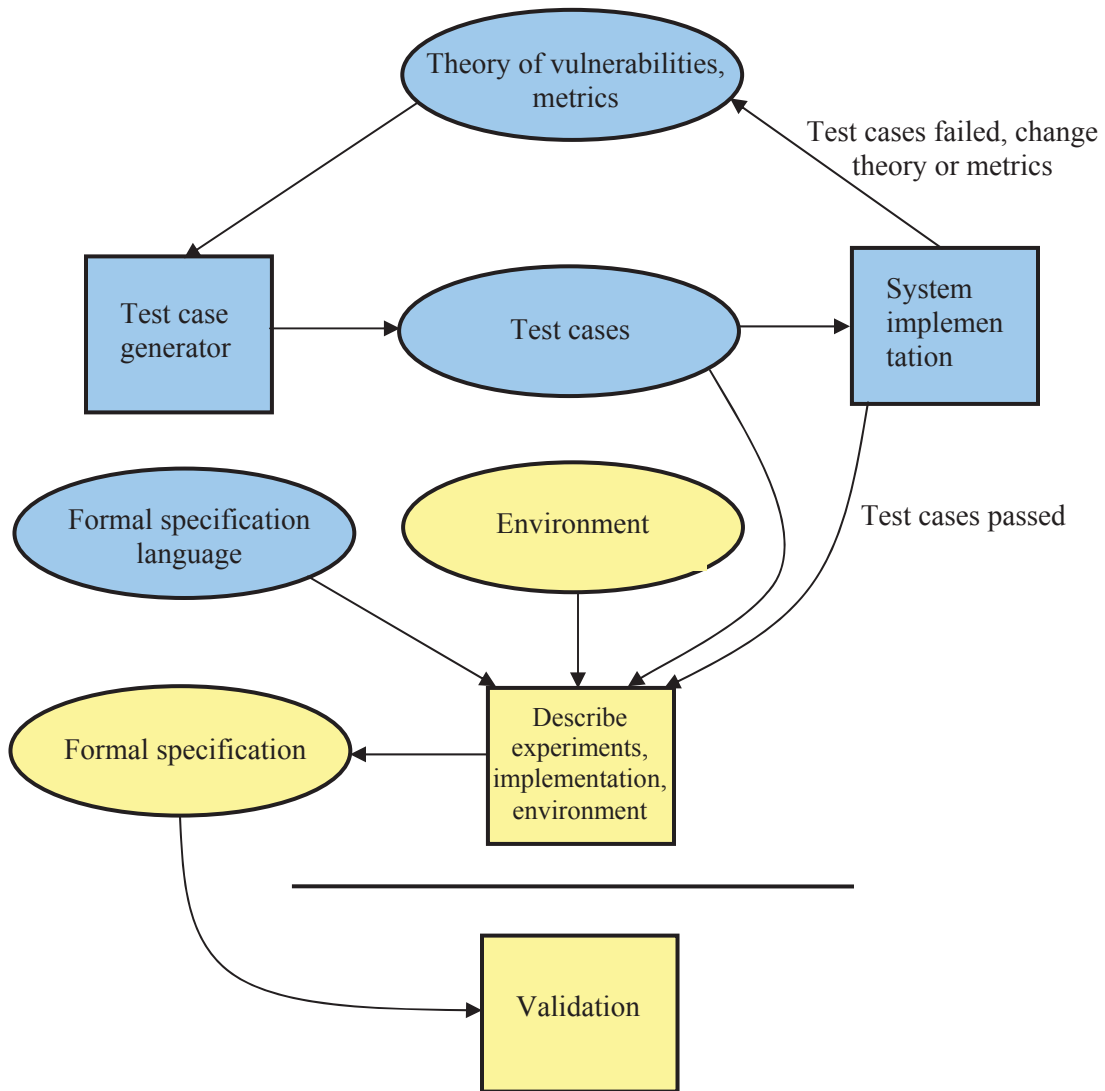 Theory of vulnerabilities,
metrics
Test cases failed, change
theory or metrics
Test case
generator
Test cases
System
implemen
tation
Formal specification
language
Environment
Test cases passed
Formal specification
Describe
experiments,
implementation,
environment
Validation